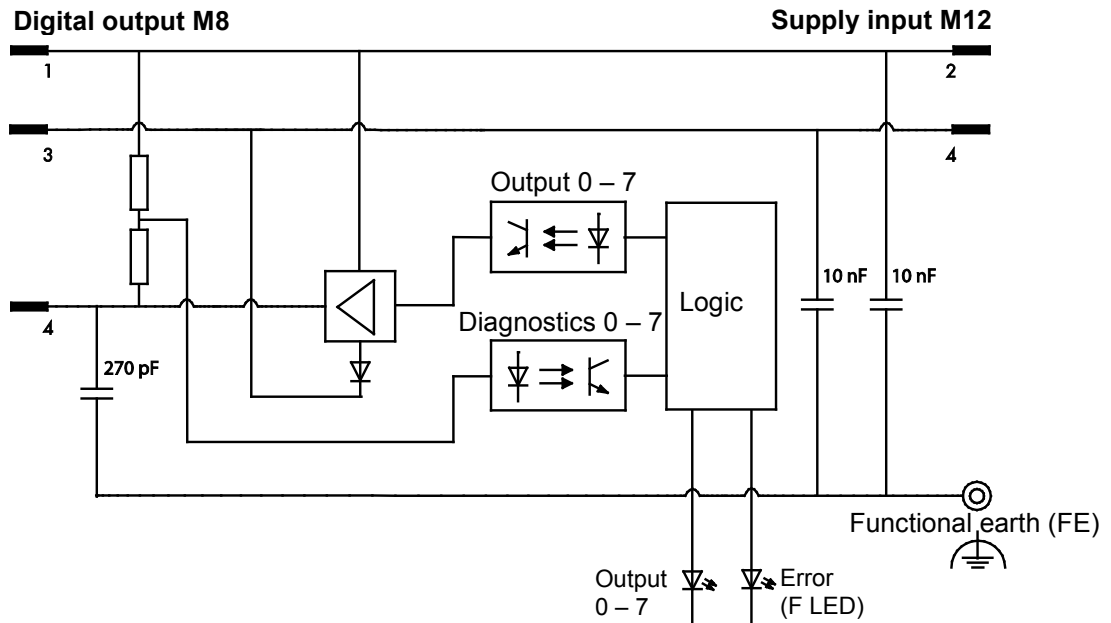 Digital output M8
Supply input M12
1
2
3
4
Output 0 – 7
10 nF
10 nF
Logic
4
Diagnostics 0 – 7
270 pF
Functional earth (FE)
Output
0 – 7
Error
(F LED)